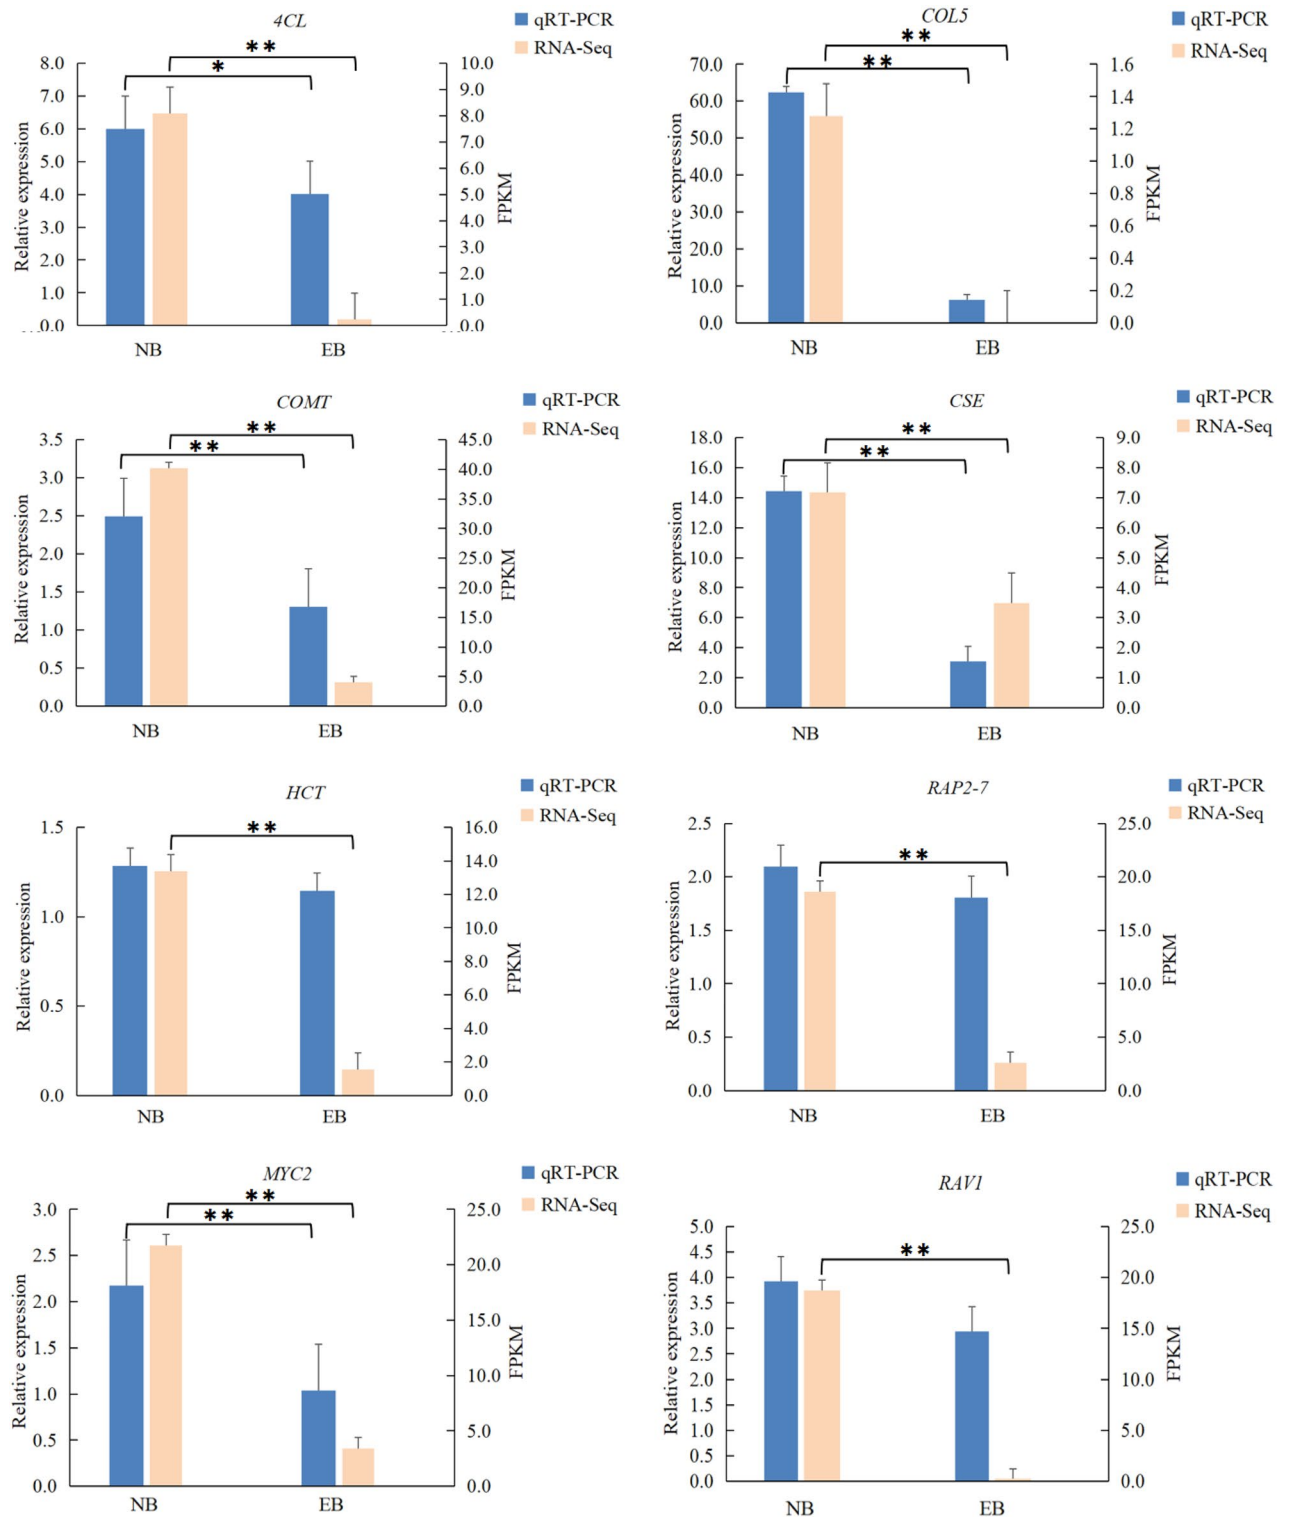 4CL
qRT-PCR
RNA-Seq
**
*
8.0
7.0
6.0
5.0
4.0
3.0
2.0
1.0
0.0
Relative expression
10.0
9.0
8.0
7.0
6.0
5.0
4.0
3.0
2.0
1.0
0.0
FPKM
NB
EB
COL5
qRT-PCR
RNA-Seq
**
**
70.0
60.0
50.0
40.0
30.0
20.0
10.0
0.0
Relative expression
1.6
1.4
1.2
1.0
0.8
0.6
0.4
0.2
0.0
FPKM
NB
EB
COMT
qRT-PCR
RNA-Seq
**
**
3.5
3.0
2.5
2.0
1.5
1.0
0.5
0.0
Relative expression
45.0
40.0
35.0
30.0
25.0
20.0
15.0
10.0
5.0
0.0
FPKM
NB
EB
CSE
qRT-PCR
RNA-Seq
**
**
18.0
16.0
14.0
12.0
10.0
8.0
6.0
4.0
2.0
0.0
Relative expression
9.0
8.0
7.0
6.0
5.0
4.0
3.0
2.0
1.0
0.0
FPKM
NB
EB
HCT
qRT-PCR
RNA-Seq
**
1.5
1.0
0.5
0.0
Relative expression
16.0
14.0
12.0
10.0
8.0
6.0
4.0
2.0
0.0
FPKM
NB
EB
RAP2-7
qRT-PCR
RNA-Seq
**
2.5
2.0
1.5
1.0
0.5
0.0
Relative expression
25.0
20.0
15.0
10.0
5.0
0.0
FPKM
NB
EB
MYC2
qRT-PCR
RNA-Seq
**
**
3.0
2.5
2.0
1.5
1.0
0.5
0.0
Relative expression
25.0
20.0
15.0
10.0
5.0
0.0
FPKM
NB
EB
RAV1
qRT-PCR
RNA-Seq
**
5.0
4.5
4.0
3.5
3.0
2.5
2.0
1.5
1.0
0.5
0.0
Relative expression
25.0
20.0
15.0
10.0
5.0
0.0
FPKM
NB
EB